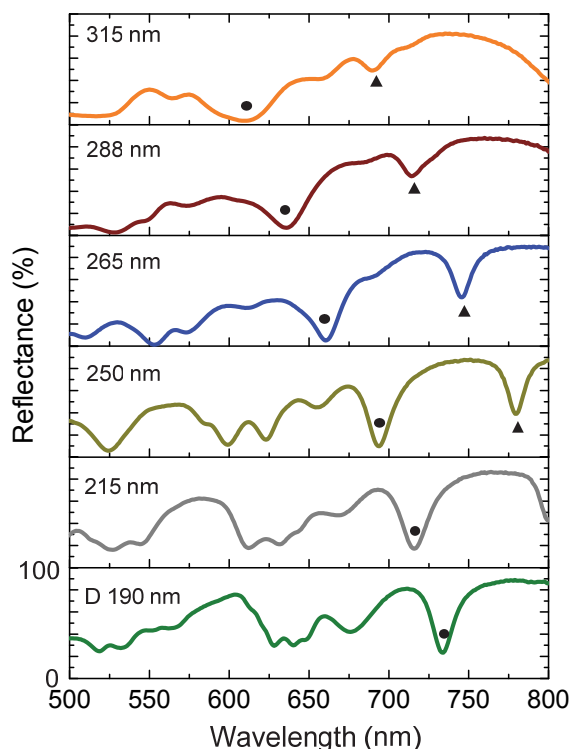 315 nm
288 nm
265 nm
250 nm
215 nm
100
D 190 nm
0
500 550 600 650 700 750 800
Wavelength (nm)
Reflectance (%)